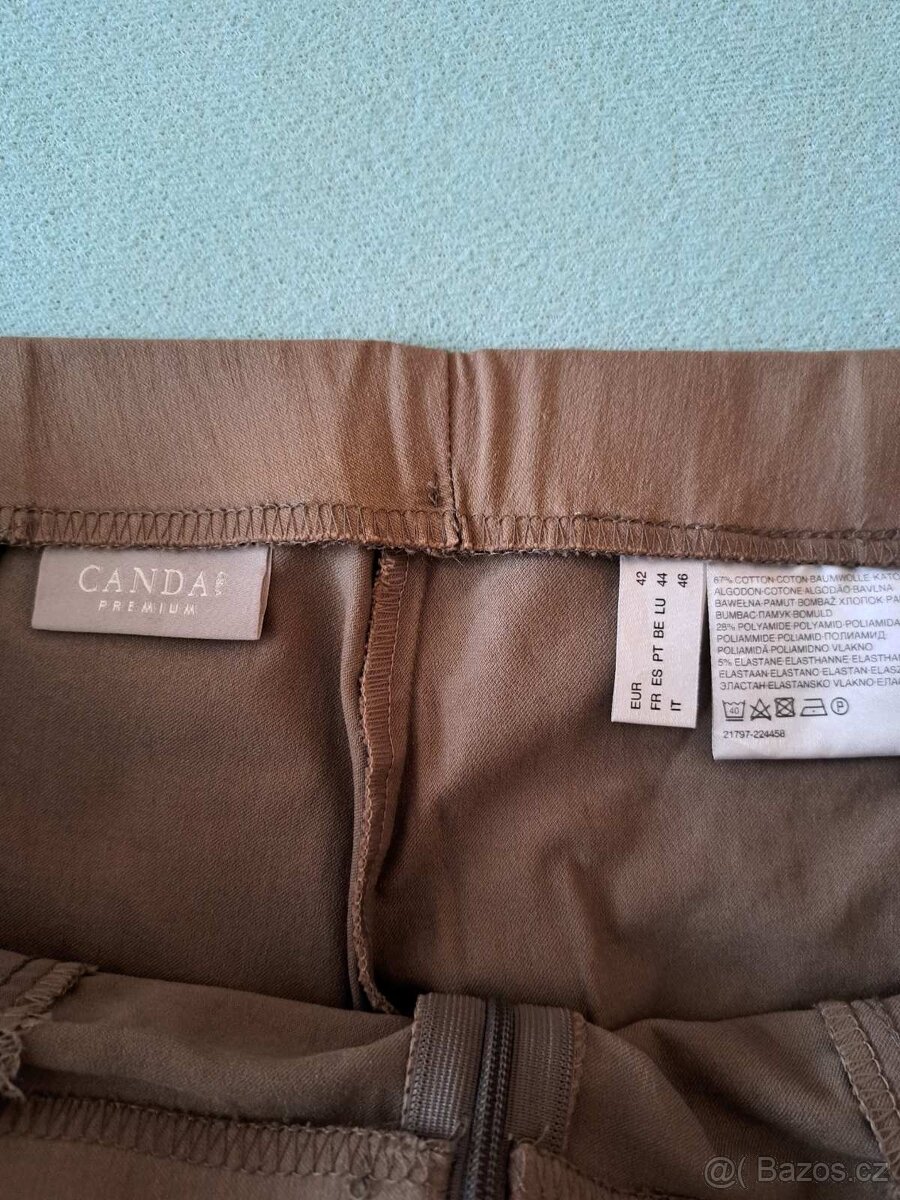 CANDA
PREMIUM
EUR 42
FR ES PT BE LU 44
IT 46
67% COTTON·COTON·BAUMWOLLE·KATO
ALGODON·COTONE·ALGODÃO·BAVLNA
BAWEŁNA·PAMUT·BOMBAŽ·ХЛОПОК·PA
BUMBAC·ПАМУК·BOMULD
28% POLYAMIDE·POLYAMID·POLIAMIDA
POLIAMMIDE·POLIAMID·ПОЛИАМИД
POLIAMIDĂ·POLIAMIDNO VLAKNO
5% ELASTANE·ELASTHANNE·ELASTHA
ELASTAAN·ELASTANO·ELASTAN·ELASZ
ЭЛАСТАН·ELASTANSKO VLAKNO·ЕЛА
40 P
21797-224458
@( Bazos.cz